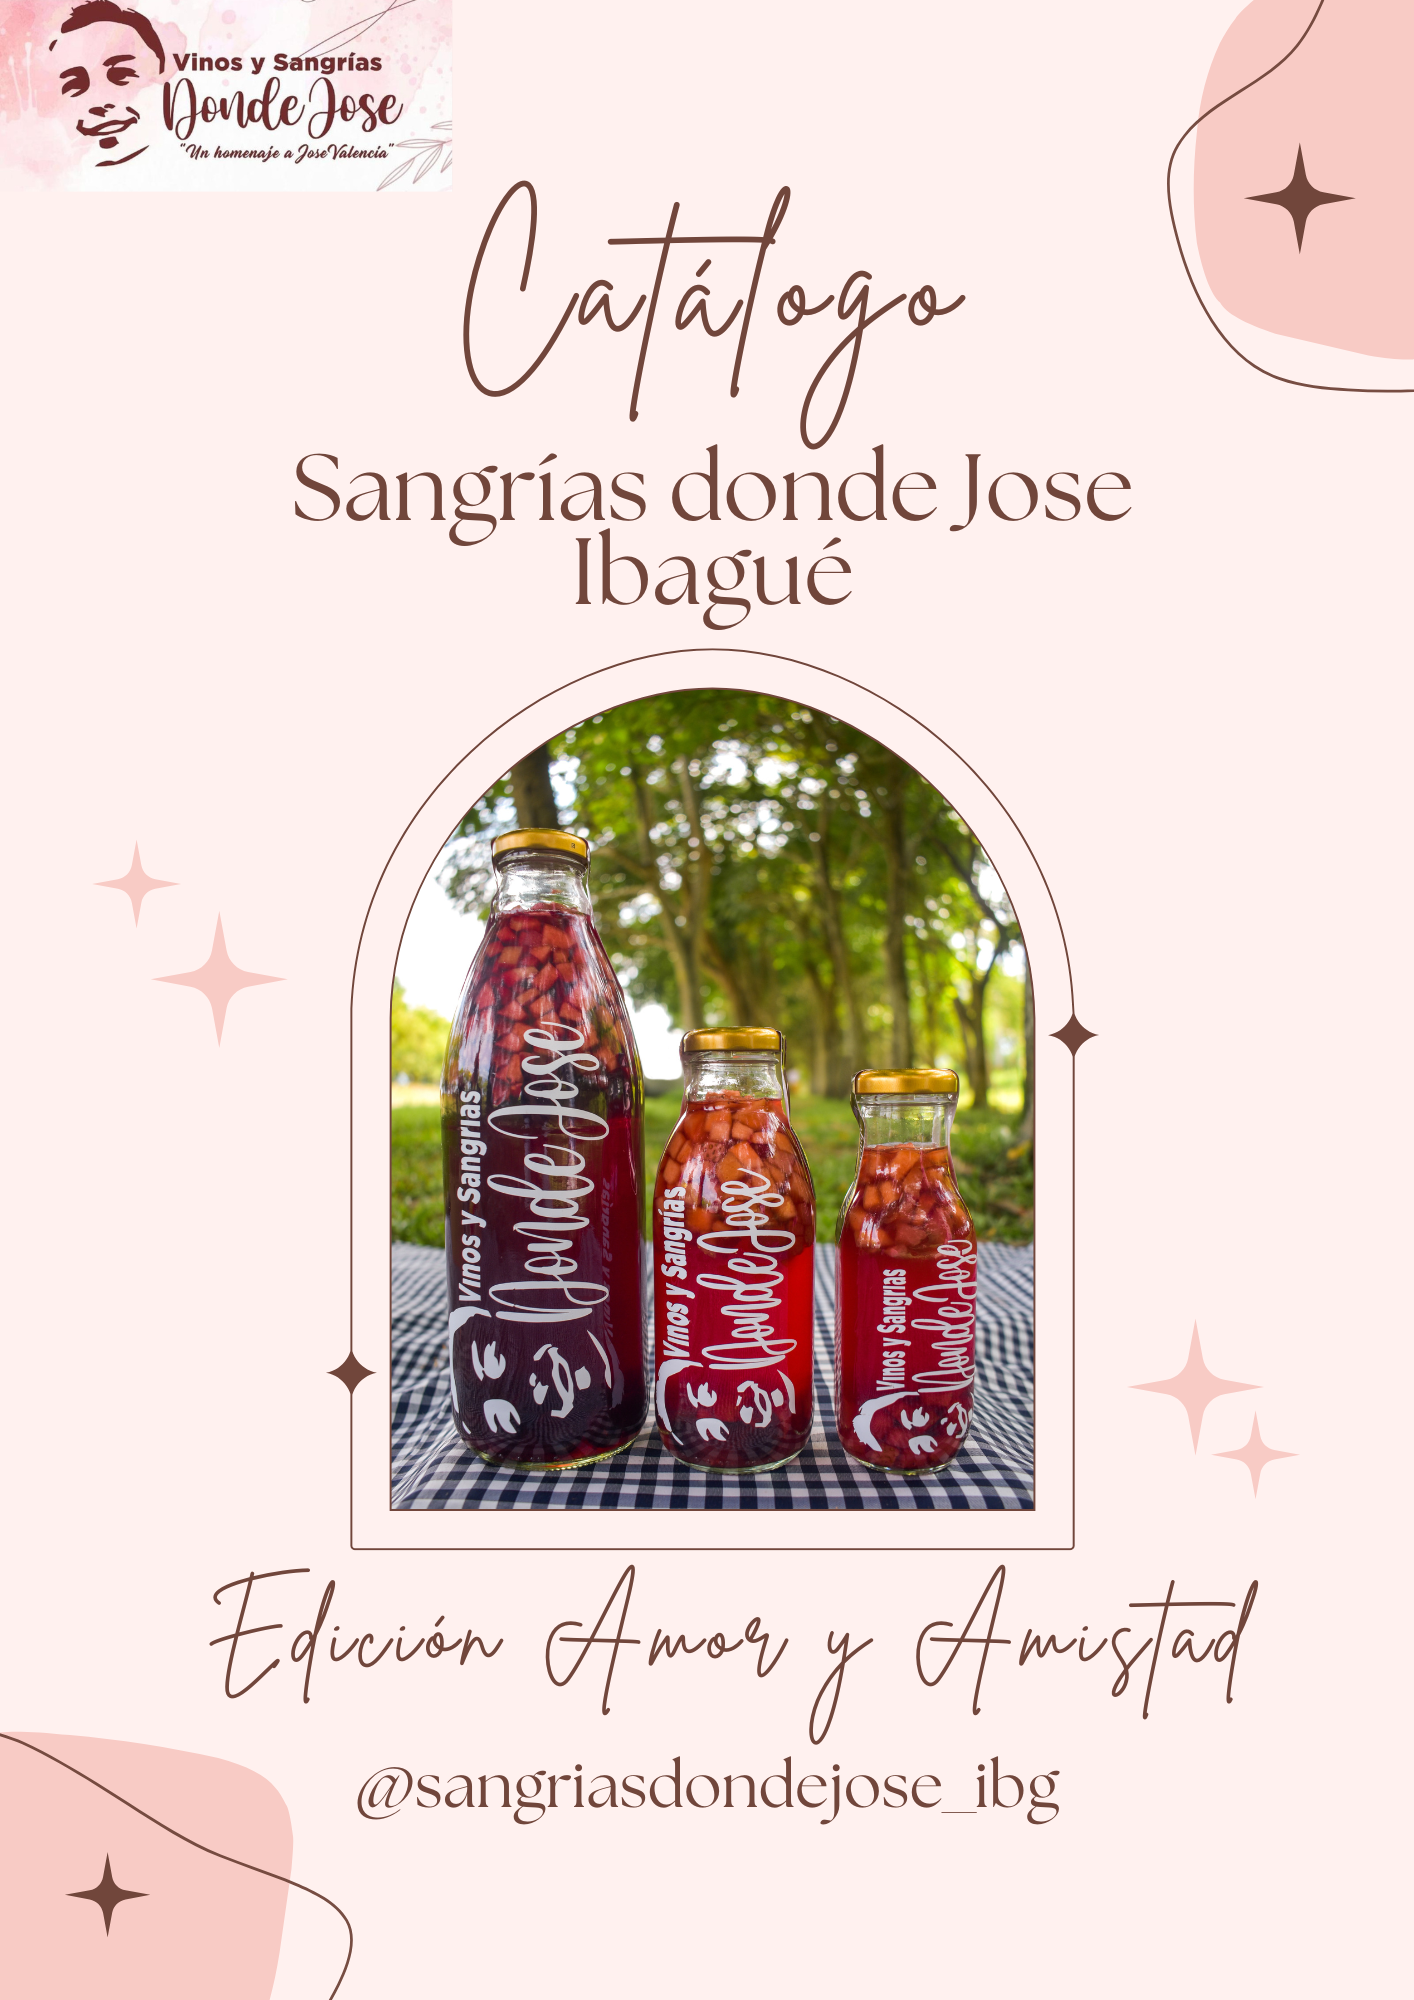 Vinos y Sangrías
Donde Jose
"Un homenaje a Jose Valencia"
Catálogo
Sangrías donde Jose
Ibagué
Vinos y Sangrías
Donde Jose
Vinos y Sangrías
Donde Jose
Vinos y Sangrías
Donde Jose
Edición Amor y Amistad
@sangriasdondejose_ibg